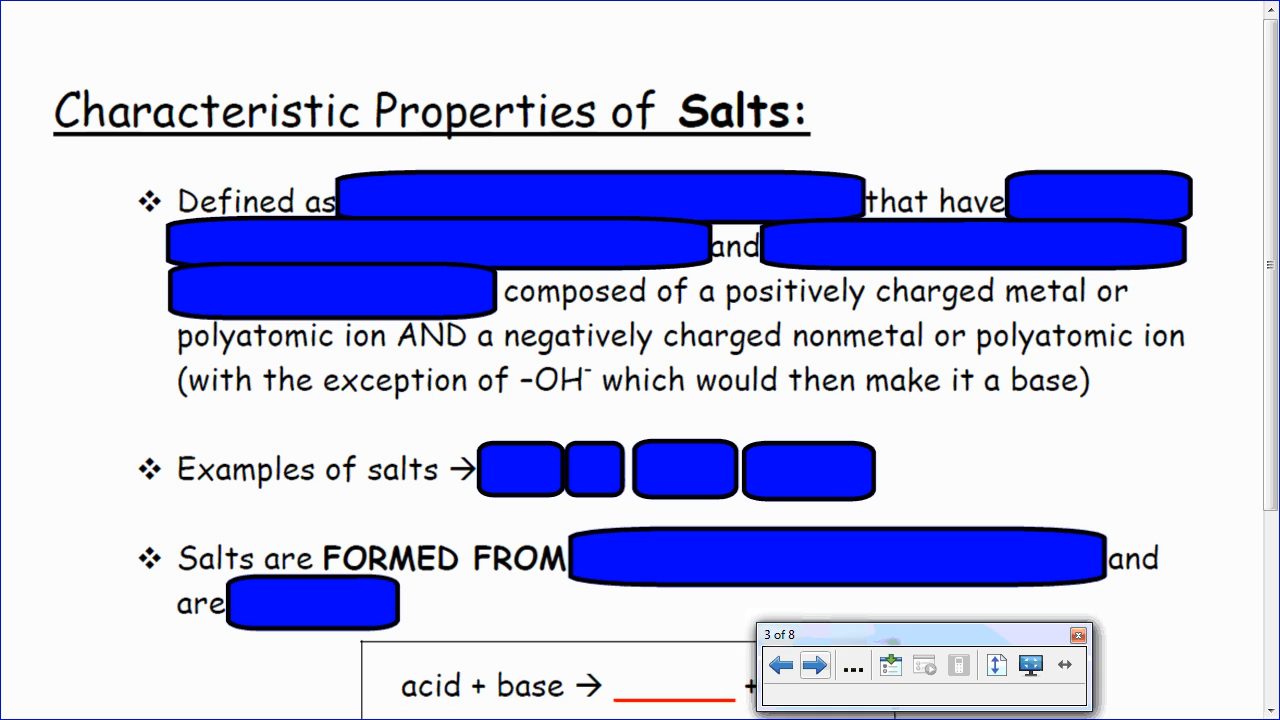 Characteristic Properties of Salts:
❖ Defined as that have
and
composed of a positively charged metal or
polyatomic ion AND a negatively charged nonmetal or polyatomic ion
(with the exception of –OH⁻ which would then make it a base)
❖ Examples of salts →
❖ Salts are FORMED FROM and
are
3 of 8
acid + base → ______ +